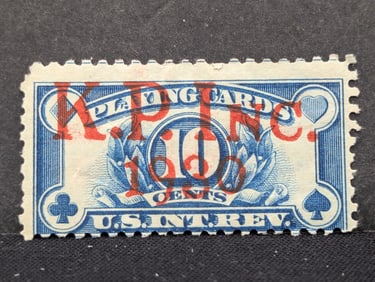 K.P. INC.
PLAYING CARDS
10
CENTS
U.S. INT. REV.